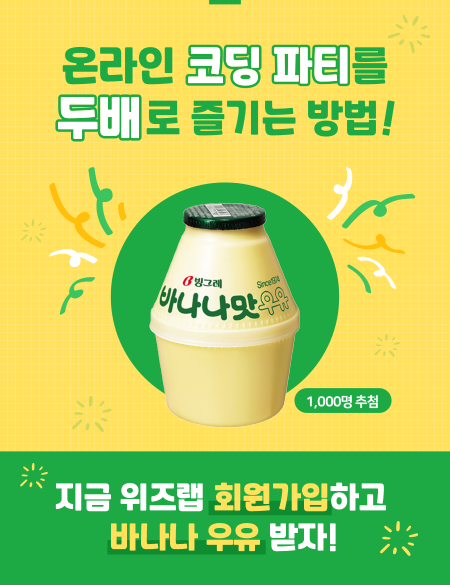 온라인 코딩 파티를
두배로 즐기는 방법!
빙그레
Since1974
바나나맛우유
1,000명 추첨
지금 위즈랩 회원가입하고
바나나 우유 받자!